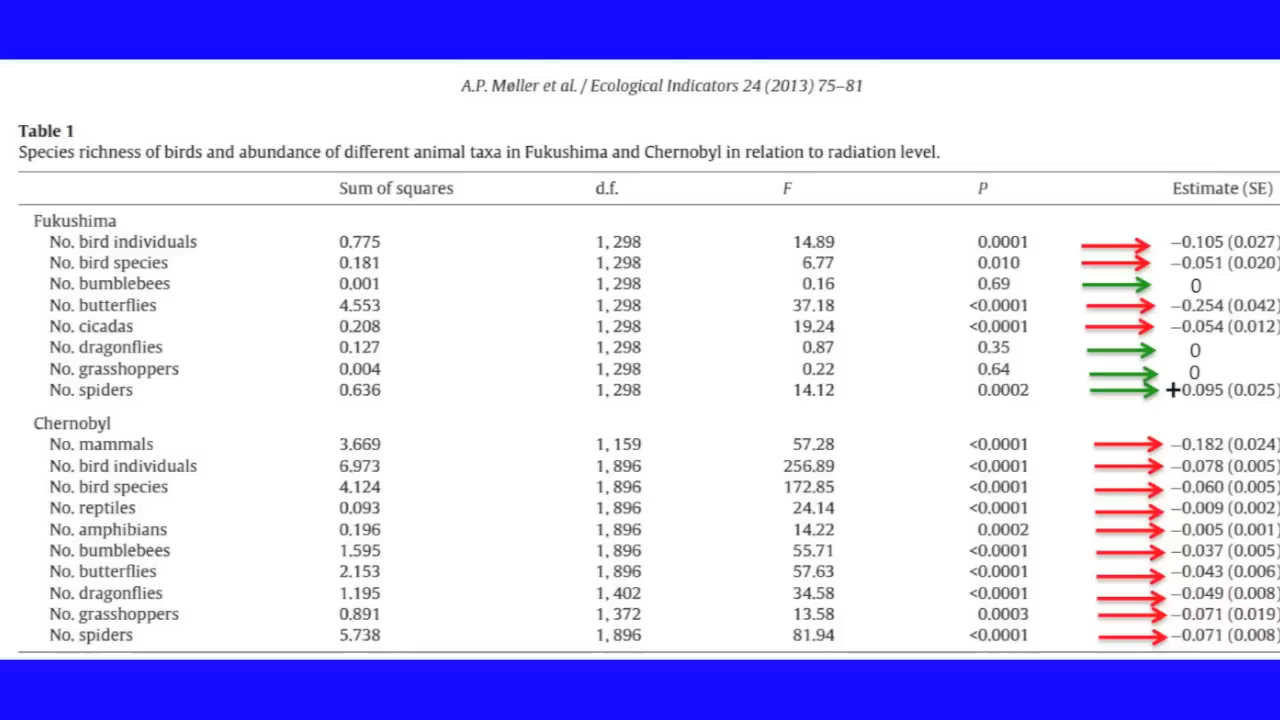 A.P. Møller et al. / Ecological Indicators 24 (2013) 75–81
Table 1
Species richness of birds and abundance of different animal taxa in Fukushima and Chernobyl in relation to radiation level.
Sum of squares d.f. F P Estimate (SE)
Fukushima
No. bird individuals 0.775 1, 298 14.89 0.0001 −0.105 (0.027)
No. bird species 0.181 1, 298 6.77 0.010 −0.051 (0.020)
No. bumblebees 0.001 1, 298 0.16 0.69 0
No. butterflies 4.553 1, 298 37.18 <0.0001 −0.254 (0.042)
No. cicadas 0.208 1, 298 19.24 <0.0001 −0.054 (0.012)
No. dragonflies 0.127 1, 298 0.87 0.35 0
No. grasshoppers 0.004 1, 298 0.22 0.64 0
No. spiders 0.636 1, 298 14.12 0.0002 +0.095 (0.025)
Chernobyl
No. mammals 3.669 1, 159 57.28 <0.0001 −0.182 (0.024)
No. bird individuals 6.973 1, 896 256.89 <0.0001 −0.078 (0.005)
No. bird species 4.124 1, 896 172.85 <0.0001 −0.060 (0.005)
No. reptiles 0.093 1, 896 24.14 <0.0001 −0.009 (0.002)
No. amphibians 0.196 1, 896 14.22 0.0002 −0.005 (0.001)
No. bumblebees 1.595 1, 896 55.71 <0.0001 −0.037 (0.005)
No. butterflies 2.153 1, 896 57.63 <0.0001 −0.043 (0.006)
No. dragonflies 1.195 1, 402 34.58 <0.0001 −0.049 (0.008)
No. grasshoppers 0.891 1, 372 13.58 0.0003 −0.071 (0.019)
No. spiders 5.738 1, 896 81.94 <0.0001 −0.071 (0.008)